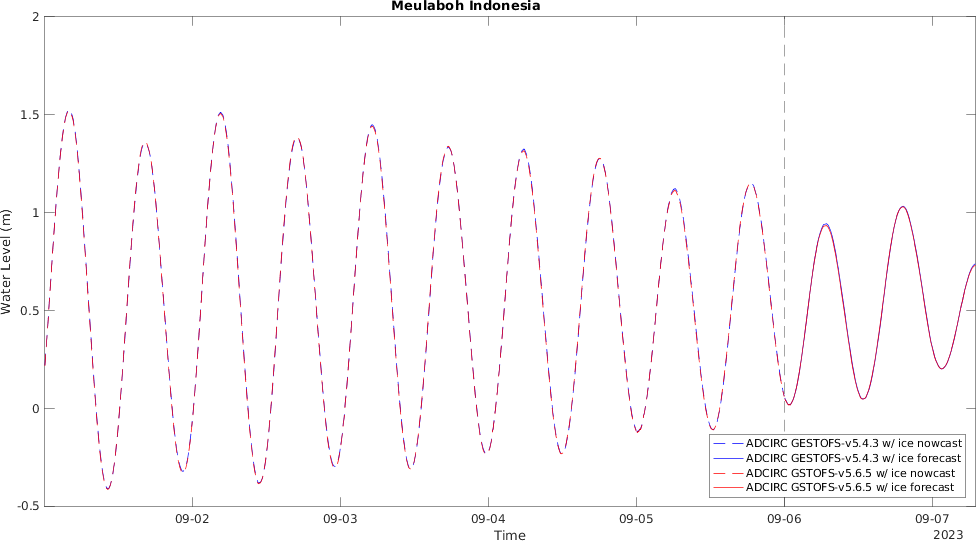 Meulaboh Indonesia
Water Level (m)
2
1.5
1
0.5
0
-0.5
ADCIRC GESTOFS-v5.4.3 w/ ice nowcast
ADCIRC GESTOFS-v5.4.3 w/ ice forecast
ADCIRC GSTOFS-v5.6.5 w/ ice nowcast
ADCIRC GSTOFS-v5.6.5 w/ ice forecast
09-02 09-03 09-04 09-05 09-06 09-07
Time
2023